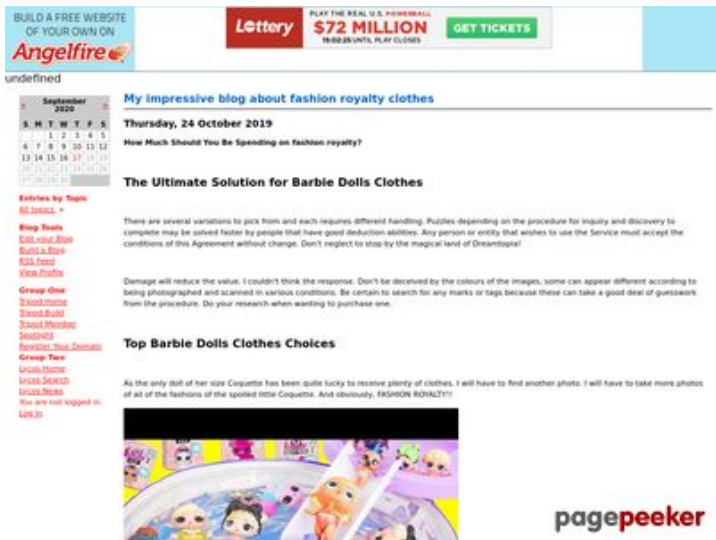 BUILD A FREE WEBSITE
OF YOUR OWN ON
Angelfire
Lottery
PLAY THE REAL U.S. POWERBALL
$72 MILLION
15:02:25 UNTIL PLAY CLOSES
GET TICKETS
undefined
« September 2020 »
S M T W T F S
1 2 3 4 5
6 7 8 9 10 11 12
13 14 15 16 17 18 19
20 21 22 23 24 25 26
27 28 29 30
Entries by Topic
All topics «
Blog Tools
Edit your Blog
Build a Blog
RSS Feed
View Profile
Group One
Tripod Home
Tripod Build
Tripod Member
Spotlight
Register Your Domain
Group Two
Lycos Home
Lycos Search
Lycos News
You are not logged in.
Log in
My impressive blog about fashion royalty clothes
Thursday, 24 October 2019
How Much Should You Be Spending on fashion royalty?
The Ultimate Solution for Barbie Dolls Clothes
There are several variations to pick from and each requires different handling. Puzzles depending on the procedure for inquiry and discovery to
complete may be solved faster by people that have good deduction abilities. Any person or entity that wishes to use the Service must accept the
conditions of this Agreement without change. Don't neglect to stop by the magical land of Dreamtopia!
Damage will reduce the value. I couldn't think the response. Don't be deceived by the colours of the images, some can appear different according to
being photographed and scanned in various conditions. Be certain to search for any marks or tags because these can take a good deal of guesswork
from the procedure. Do your research when wanting to purchase one.
Top Barbie Dolls Clothes Choices
As the only doll of her size Coquette has been quite lucky to receive plenty of clothes. I will have to find another photo. I will have to take more photos
of all of the fashions of the spoiled little Coquette. And obviously, FASHION ROYALTY!!
pagepeeker